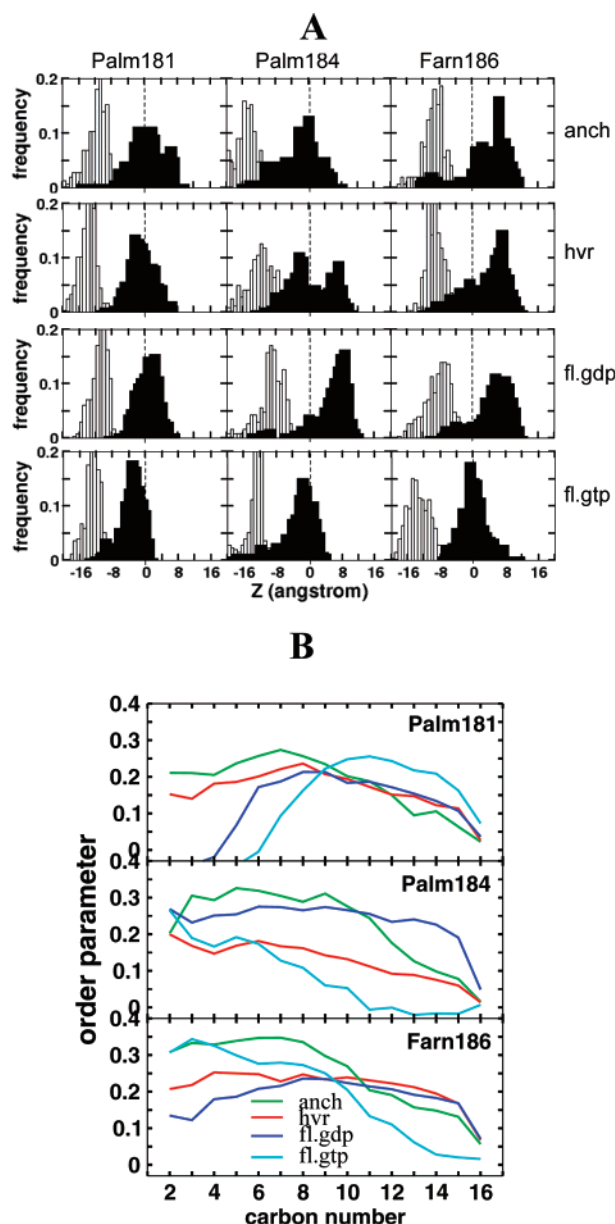 A
Palm181 Palm184 Farn186
0.2
frequency
0.1
0
anch
0.2
frequency
0.1
0
hvr
0.2
frequency
0.1
0
fl.gdp
0.2
frequency
0.1
0
fl.gtp
-16 -8 0 8 16 -16 -8 0 8 16 -16 -8 0 8 16
Z (angstrom)
B
order parameter
0.4
0.3
0.2
0.1
0
Palm181
0.4
0.3
0.2
0.1
0
Palm184
0.4
0.3
0.2
0.1
0
Farn186
anch
hvr
fl.gdp
fl.gtp
2 4 6 8 10 12 14 16
carbon number